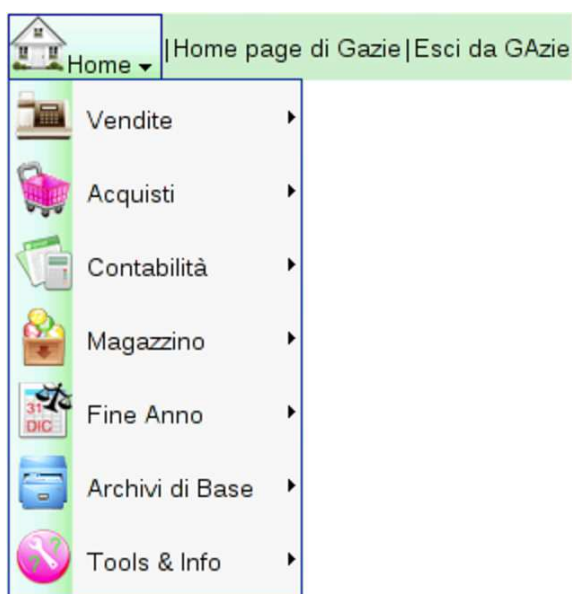 Home |Home page di Gazie|Esci da GAzie
Vendite
Acquisti
Contabilità
Magazzino
31
DIC
Fine Anno
Archivi di Base
Tools & Info